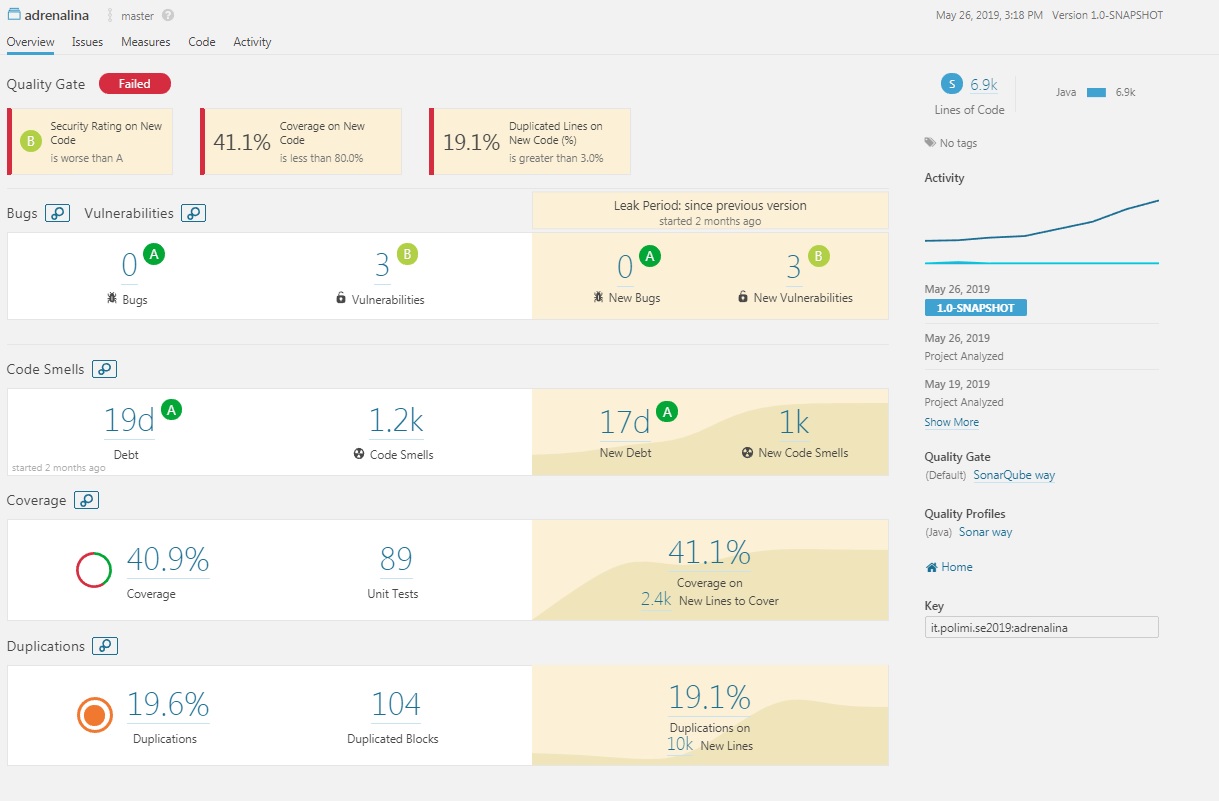 adrenalina master ?
May 26, 2019, 3:18 PM Version 1.0-SNAPSHOT
Overview Issues Measures Code Activity
Quality Gate Failed
B Security Rating on New Code
is worse than A
41.1% Coverage on New Code
is less than 80.0%
19.1% Duplicated Lines on New Code (%)
is greater than 3.0%
Bugs Vulnerabilities
Leak Period: since previous version
started 2 months ago
0 A
Bugs
3 B
Vulnerabilities
0 A
New Bugs
3 B
New Vulnerabilities
Code Smells
19d A
Debt
started 2 months ago
1.2k
Code Smells
17d A
New Debt
1k
New Code Smells
Coverage
40.9%
Coverage
89
Unit Tests
41.1%
Coverage on
2.4k New Lines to Cover
Duplications
19.6%
Duplications
104
Duplicated Blocks
19.1%
Duplications on
10k New Lines
S 6.9k
Lines of Code
Java 6.9k
No tags
Activity
May 26, 2019
1.0-SNAPSHOT
May 26, 2019
Project Analyzed
May 19, 2019
Project Analyzed
Show More
Quality Gate
(Default) SonarQube way
Quality Profiles
(Java) Sonar way
Home
Key
it.polimi.se2019:adrenalina